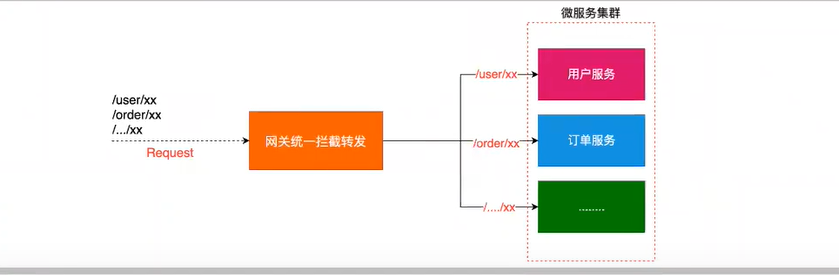 微服务集群
/user/xx
/order/xx
/.../xx
Request
网关统一拦截转发
/user/xx
用户服务
/order/xx
订单服务
/..../xx
........